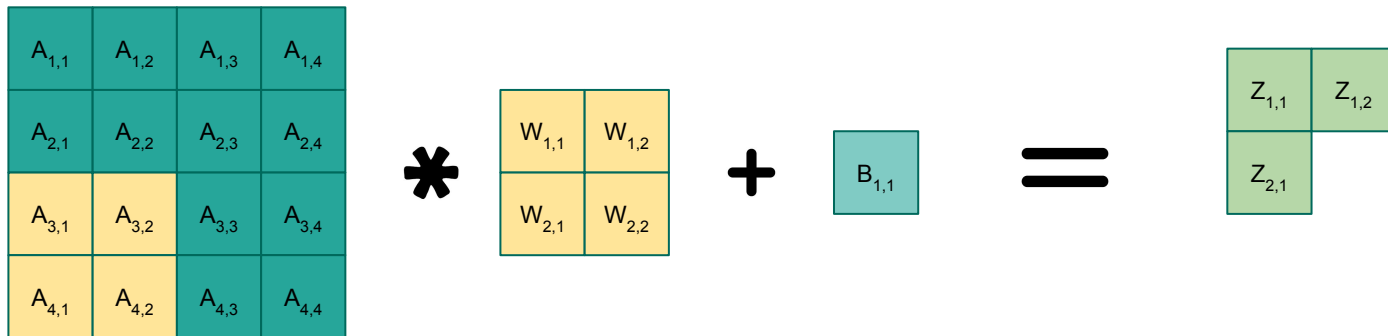 A1,1 A1,2 A1,3 A1,4
A2,1 A2,2 A2,3 A2,4
A3,1 A3,2 A3,3 A3,4
A4,1 A4,2 A4,3 A4,4
*
W1,1 W1,2
W2,1 W2,2
+
B1,1
=
Z1,1 Z1,2
Z2,1